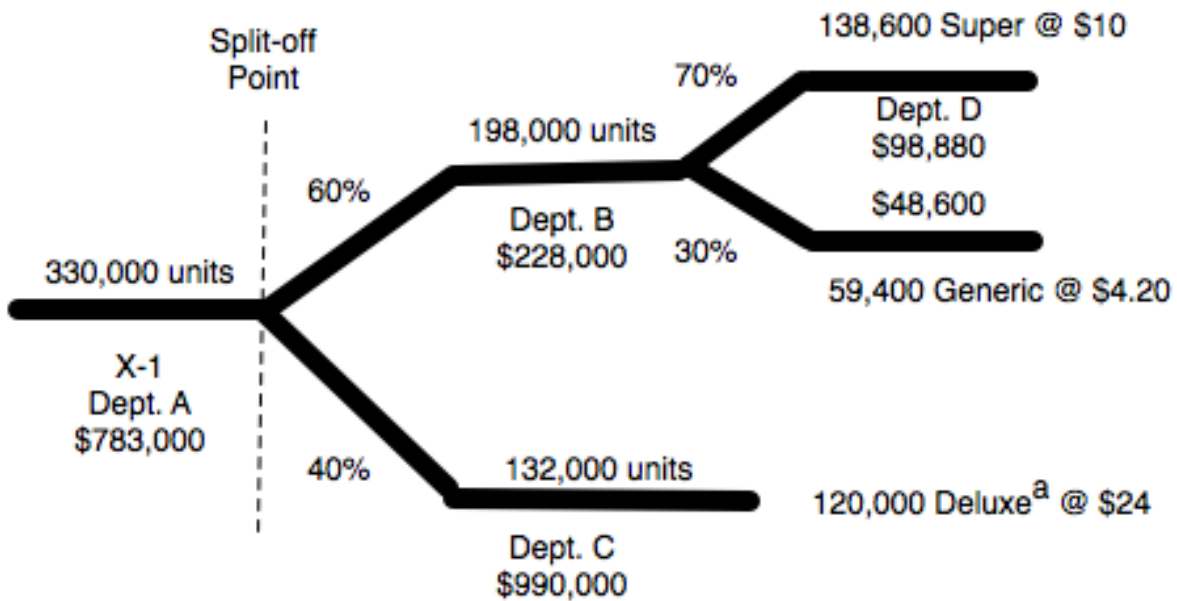 138,600 Super @ $10
Split-off
Point
70%
Dept. D
$98,880
198,000 units
60%
$48,600
Dept. B
$228,000
30%
330,000 units
59,400 Generic @ $4.20
X-1
Dept. A
$783,000
40%
132,000 units
120,000 Deluxeᵃ @ $24
Dept. C
$990,000